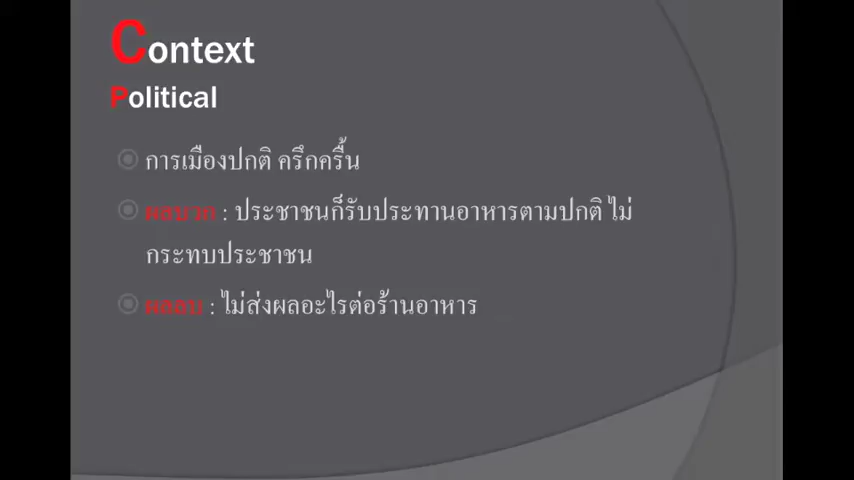 Context
Political
การเมืองปกติ ครึกครื้น
ผลบวก : ประชาชนก็รับประทานอาหารตามปกติ ไม่
กระทบประชาชน
ผลลบ : ไม่ส่งผลอะไรต่อร้านอาหาร